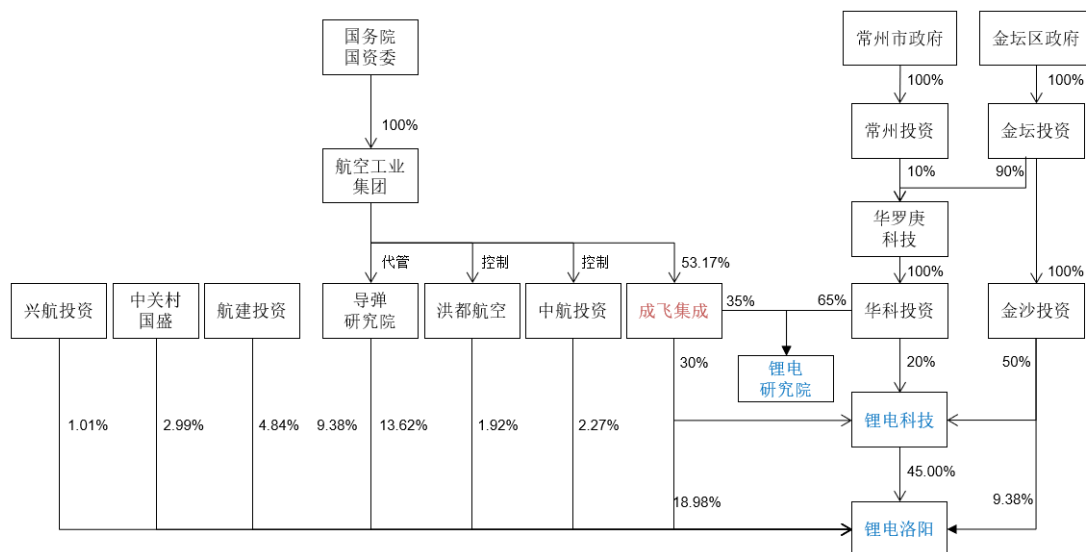 国务院
国资委
常州市政府
金坛区政府
100%
100%
100%
航空工业
集团
常州投资
金坛投资
10%
90%
华罗庚
科技
代管
控制
控制
53.17%
100%
100%
兴航投资
中关村
国盛
航建投资
导弹
研究院
洪都航空
中航投资
成飞集成
35%
65%
华科投资
金沙投资
30%
锂电
研究院
20%
50%
1.01%
2.99%
4.84%
9.38%
13.62%
1.92%
2.27%
锂电科技
45.00%
18.98%
9.38%
锂电洛阳